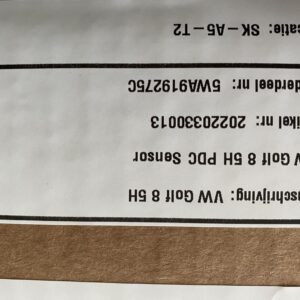 nschrijving: VW Golf 8 5H
W Golf 8 5H PDC Sensor
ikel nr: 20220330013
derdeel nr: 5WA919275C
catie: SK-A5-T2